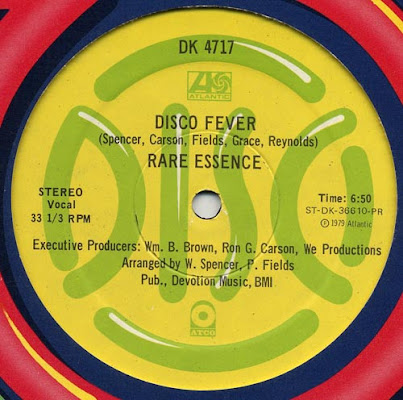 DK 4717
ATLANTIC
DISCO FEVER
(Spencer, Carson, Fields, Grace, Reynolds)
RARE ESSENCE
DISCO
STEREO
Vocal
33 1/3 RPM
Time: 6:50
ST-DK-36610-PR
℗ 1979 Atlantic
Executive Producers: Wm. B. Brown, Ron G. Carson, We Productions
Arranged by W. Spencer, P. Fields
Pub., Devotion Music, BMI
ATCO